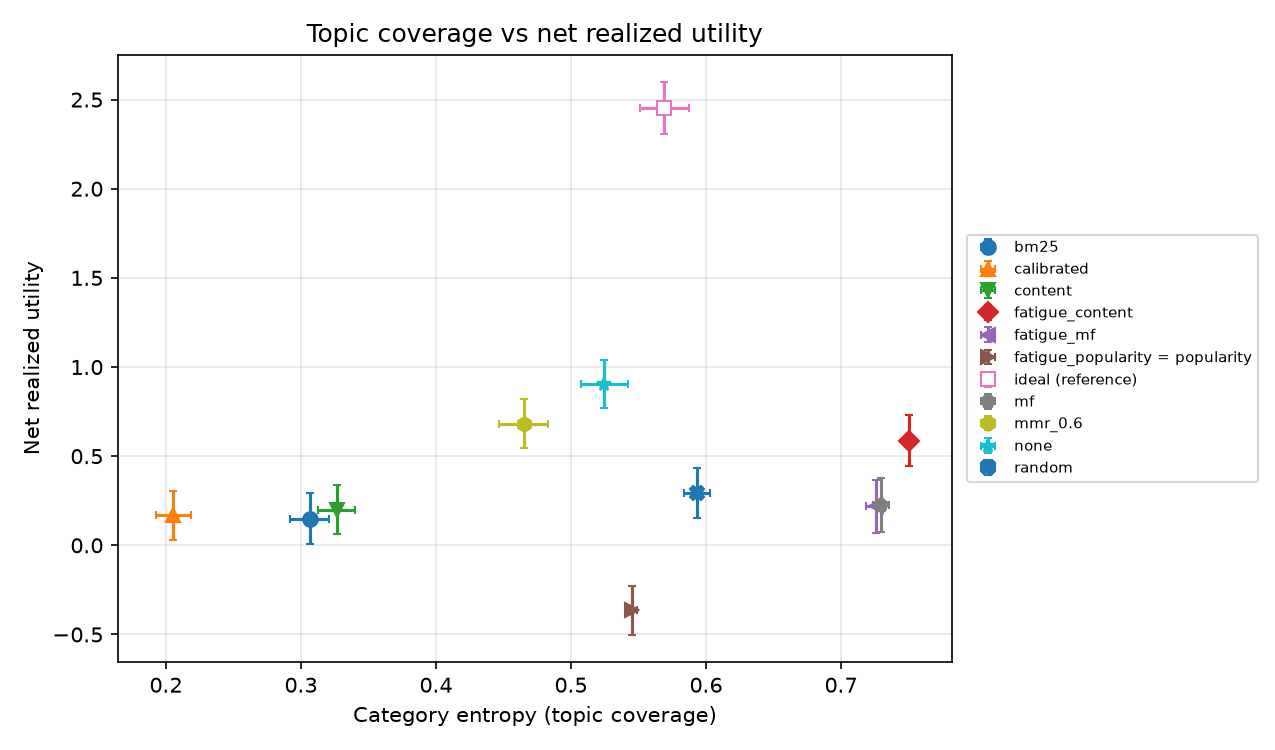 Topic coverage vs net realized utility
Net realized utility
2.5
2.0
1.5
1.0
0.5
0.0
−0.5
0.2
0.3
0.4
0.5
0.6
0.7
Category entropy (topic coverage)
bm25
calibrated
content
fatigue_content
fatigue_mf
fatigue_popularity = popularity
ideal (reference)
mf
mmr_0.6
none
random